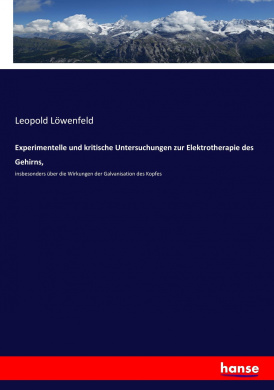 Leopold Löwenfeld
Experimentelle und kritische Untersuchungen zur Elektrotherapie des
Gehirns,
insbesonders über die Wirkungen der Galvanisation des Kopfes
hanse